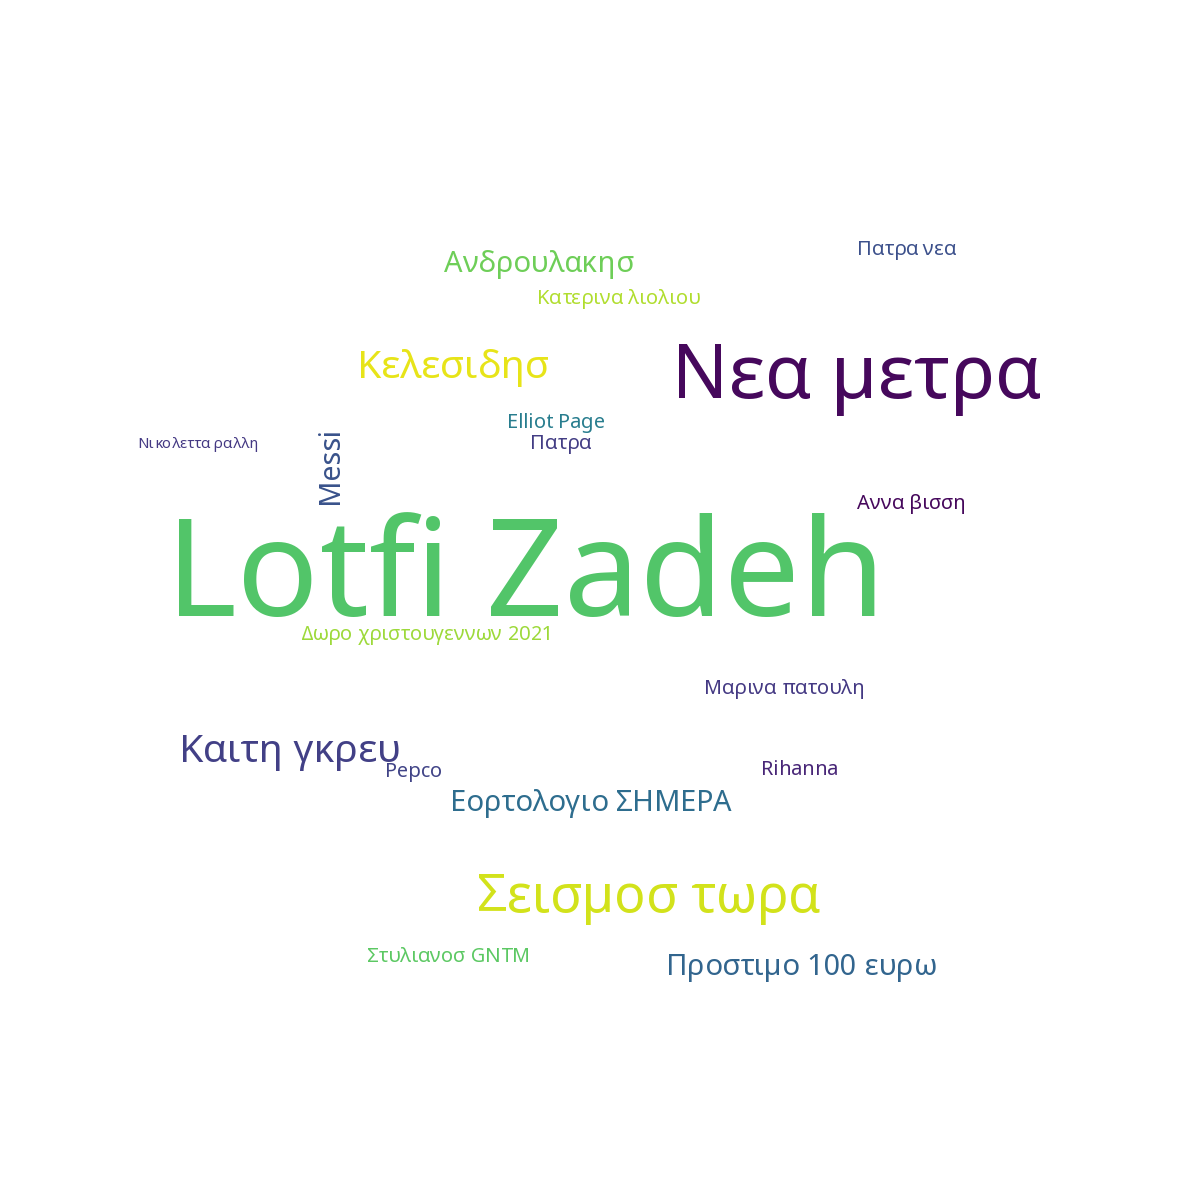 Πατρα νεα
Ανδρουλακησ
Κατερινα λιολιου
Νεα μετρα
Κελεσιδησ
Elliot Page
Πατρα
Νικολεττα ραλλη
Messi
Αννα βισση
Lotfi Zadeh
Δωρο χριστουγεννων 2021
Μαρινα πατουλη
Καιτη γκρευ
Pepco
Rihanna
Εορτολογιο ΣΗΜΕΡΑ
Σεισμοσ τωρα
Στυλιανοσ GNTM
Προστιμο 100 ευρω